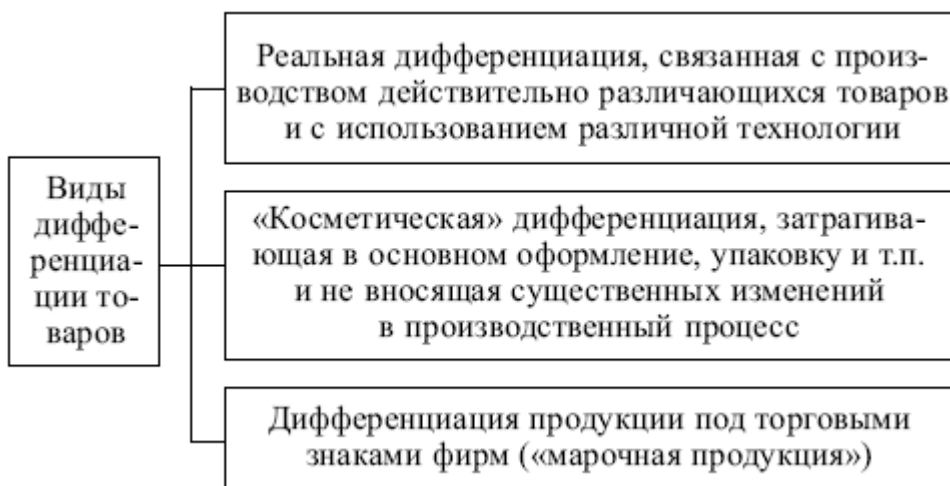 Виды
диффе-
ренциа-
ции то-
варов
Реальная дифференциация, связанная с произ-
водством действительно различающихся товаров
и с использованием различной технологии
«Косметическая» дифференциация, затрагива-
ющая в основном оформление, упаковку и т.п.
и не вносящая существенных изменений
в производственный процесс
Дифференциация продукции под торговыми
знаками фирм («марочная продукция»)